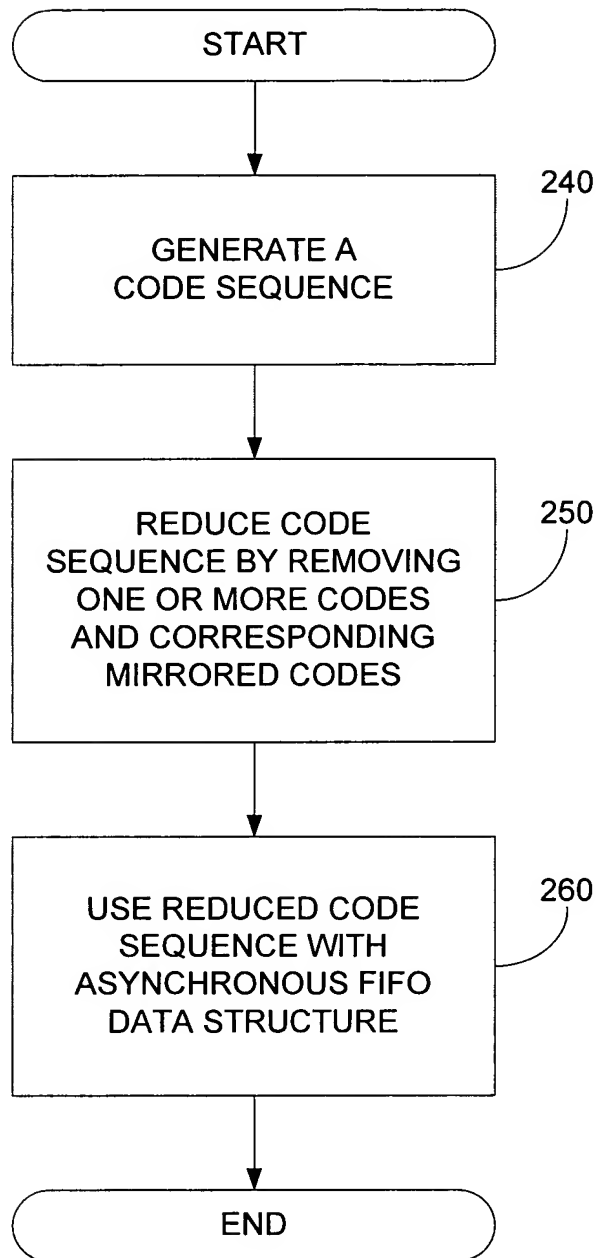 START
240
GENERATE A
CODE SEQUENCE
250
REDUCE CODE
SEQUENCE BY REMOVING
ONE OR MORE CODES
AND CORRESPONDING
MIRRORED CODES
260
USE REDUCED CODE
SEQUENCE WITH
ASYNCHRONOUS FIFO
DATA STRUCTURE
END